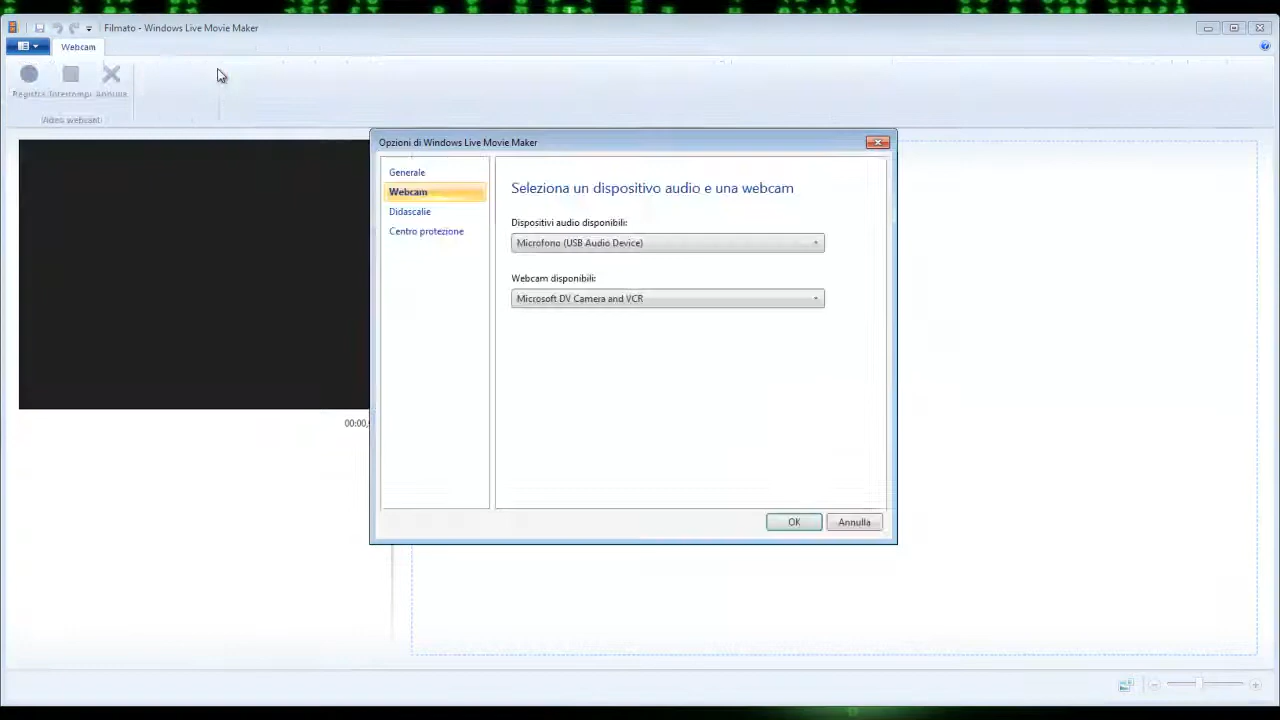 Filmato - Windows Live Movie Maker
Webcam
Registra Interrompi Annulla
Video webcam
Opzioni di Windows Live Movie Maker
Generale
Webcam
Didascalie
Centro protezione
Seleziona un dispositivo audio e una webcam
Dispositivi audio disponibili:
Microfono (USB Audio Device)
Webcam disponibili:
Microsoft DV Camera and VCR
00:00,
OK
Annulla